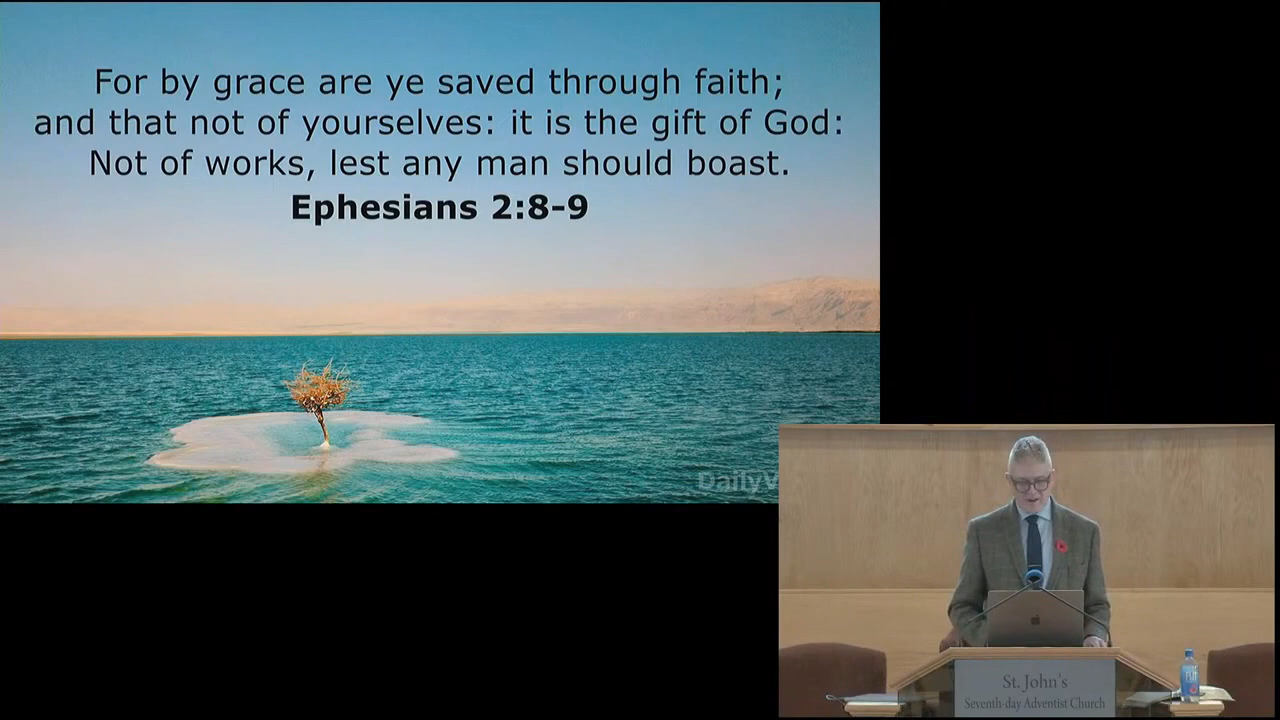 For by grace are ye saved through faith;
and that not of yourselves: it is the gift of God:
Not of works, lest any man should boast.
Ephesians 2:8-9
DailyV
St. John's
Seventh-day Adventist Church